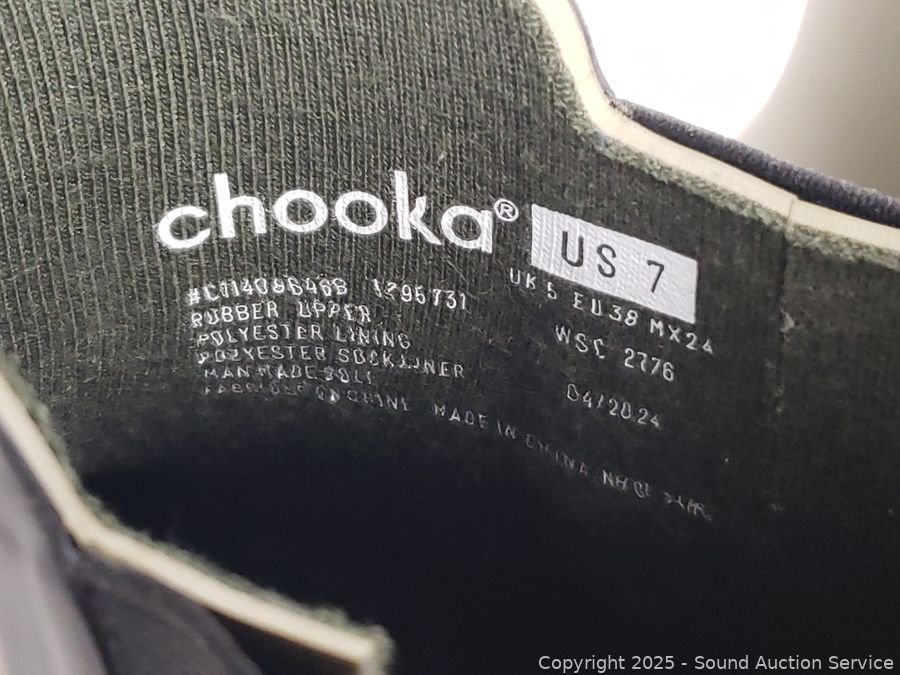 chooka®
US 7
UK 5 EU 38 MX 24
WSC 2776
04/2024
1295731
RUBBER UPPER
POLYESTER LINING
POLYESTER SOCKLINER
MAN MADE SOLE
MADE IN CHINA
Copyright 2025 - Sound Auction Service